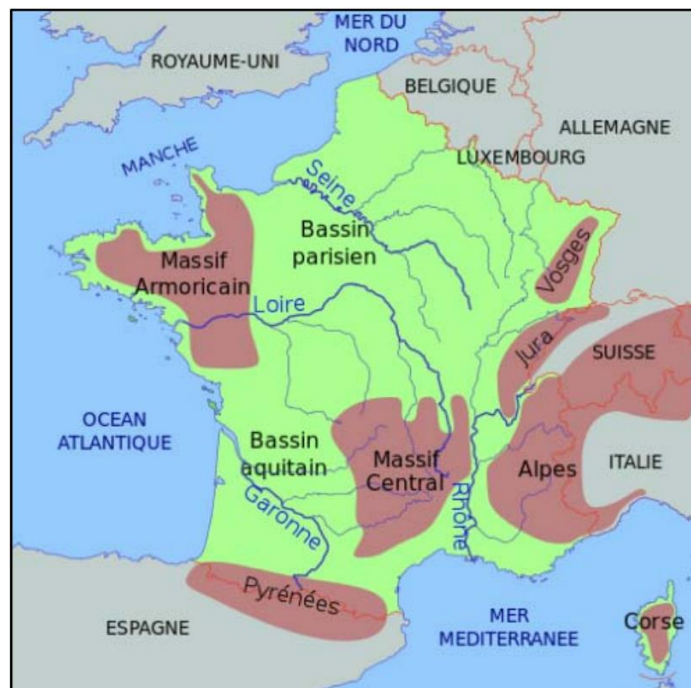 MER DU
NORD
ROYAUME-UNI
BELGIQUE
ALLEMAGNE
MANCHE
LUXEMBOURG
Seine
Bassin
parisien
Vosges
Massif
Armoricain
Loire
Jura
SUISSE
OCEAN
ATLANTIQUE
Bassin
aquitain
Massif
Central
Alpes
ITALIE
Garonne
Rhône
Pyrénées
ESPAGNE
MER
MEDITERRANEE
Corse